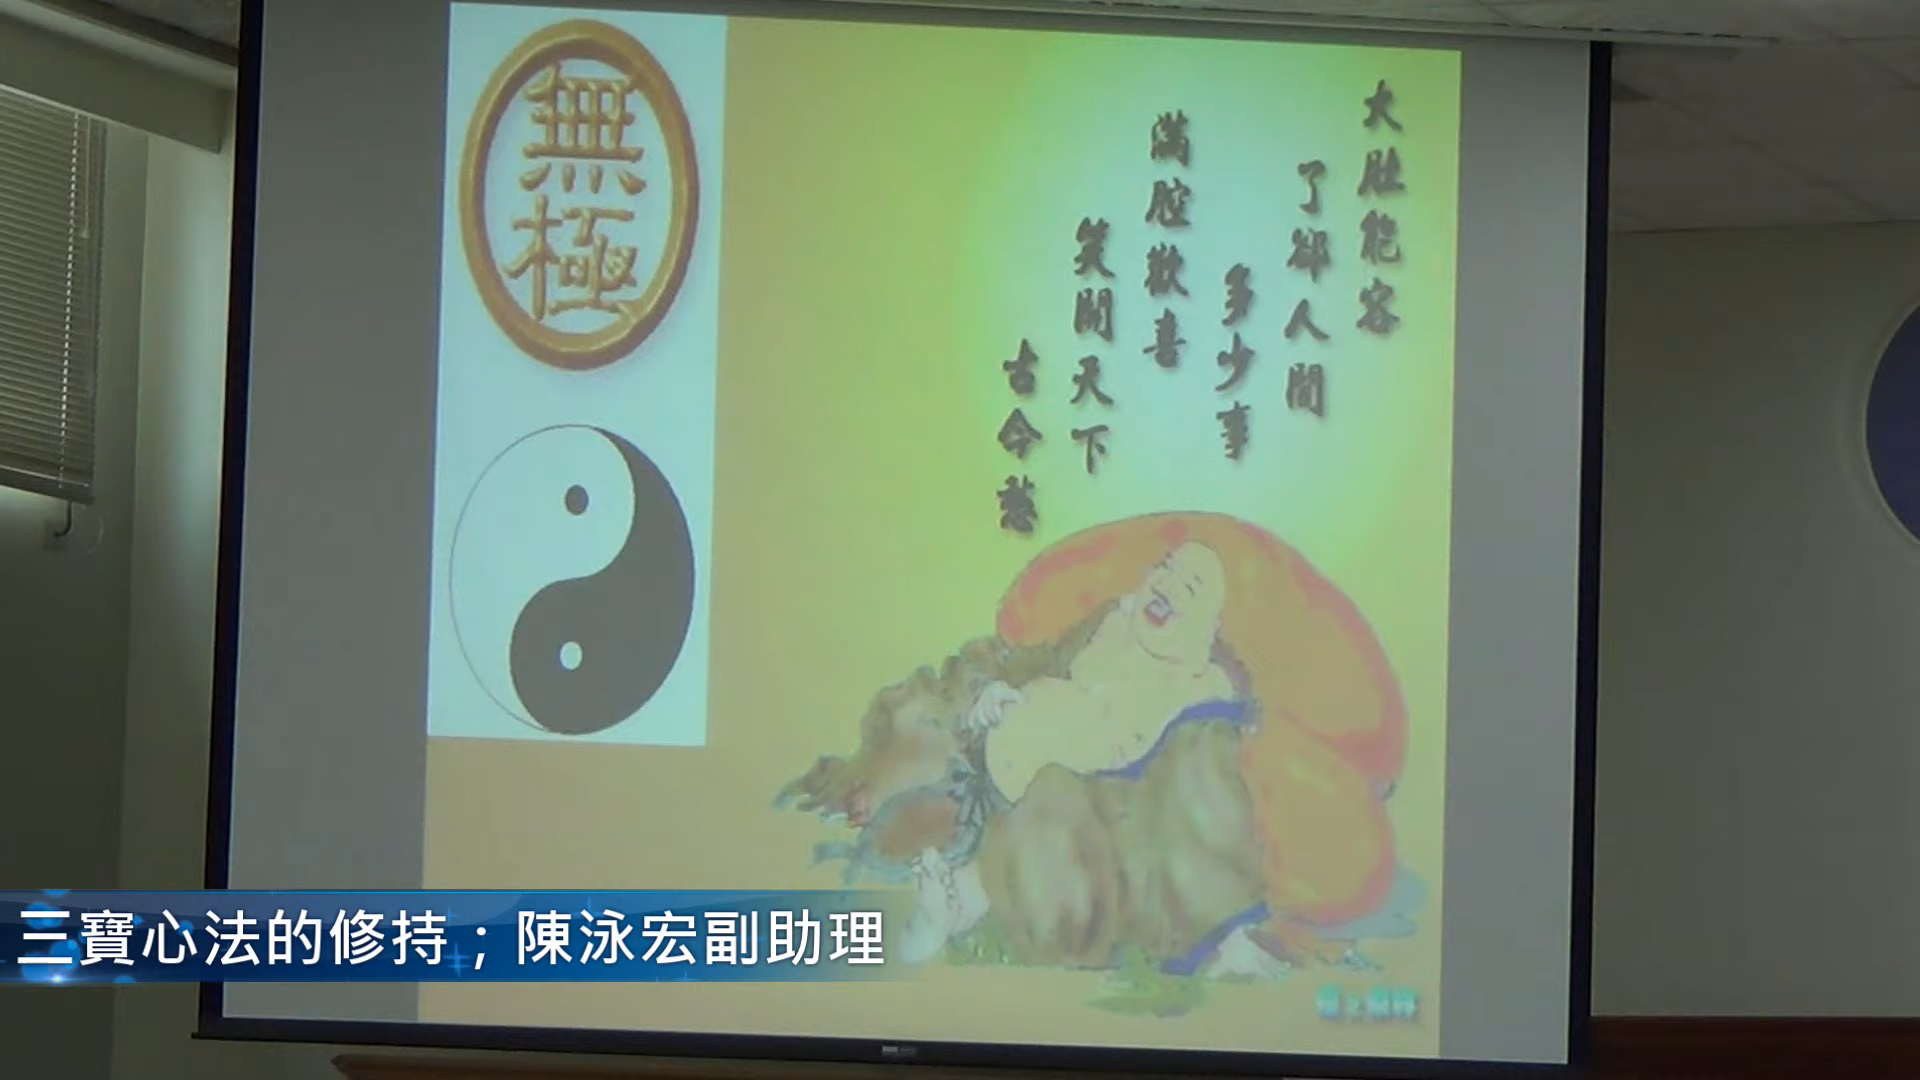 無極
大肚能容
了卻人間
多少事
滿腔歡喜
笑開天下
古今愁
三寶心法的修持；陳泳宏副助理